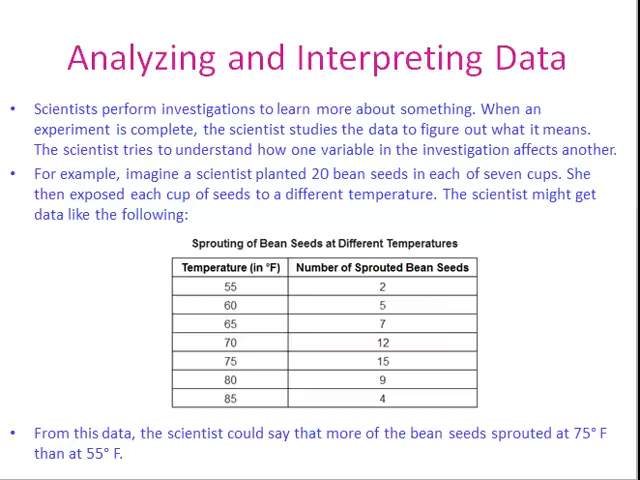 Analyzing and Interpreting Data
• Scientists perform investigations to learn more about something. When an
experiment is complete, the scientist studies the data to figure out what it means.
The scientist tries to understand how one variable in the investigation affects another.
• For example, imagine a scientist planted 20 bean seeds in each of seven cups. She
then exposed each cup of seeds to a different temperature. The scientist might get
data like the following:
Sprouting of Bean Seeds at Different Temperatures
Temperature (in °F) Number of Sprouted Bean Seeds
55 2
60 5
65 7
70 12
75 15
80 9
85 4
• From this data, the scientist could say that more of the bean seeds sprouted at 75° F
than at 55° F.